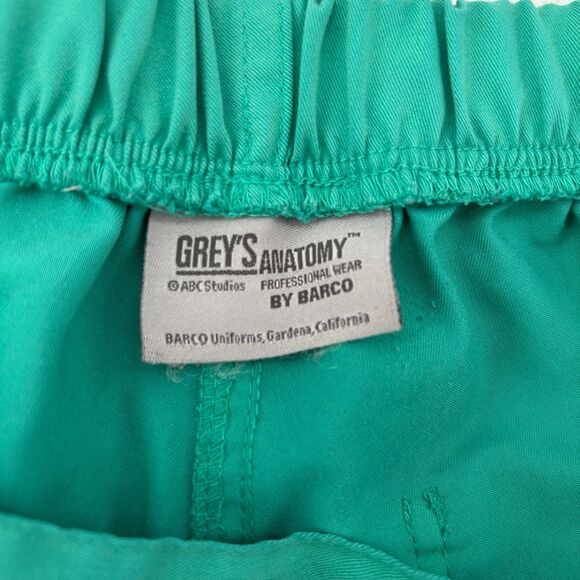 GREY'S ANATOMY™
© ABC Studios PROFESSIONAL WEAR
BY BARCO
BARCO Uniforms, Gardena, California